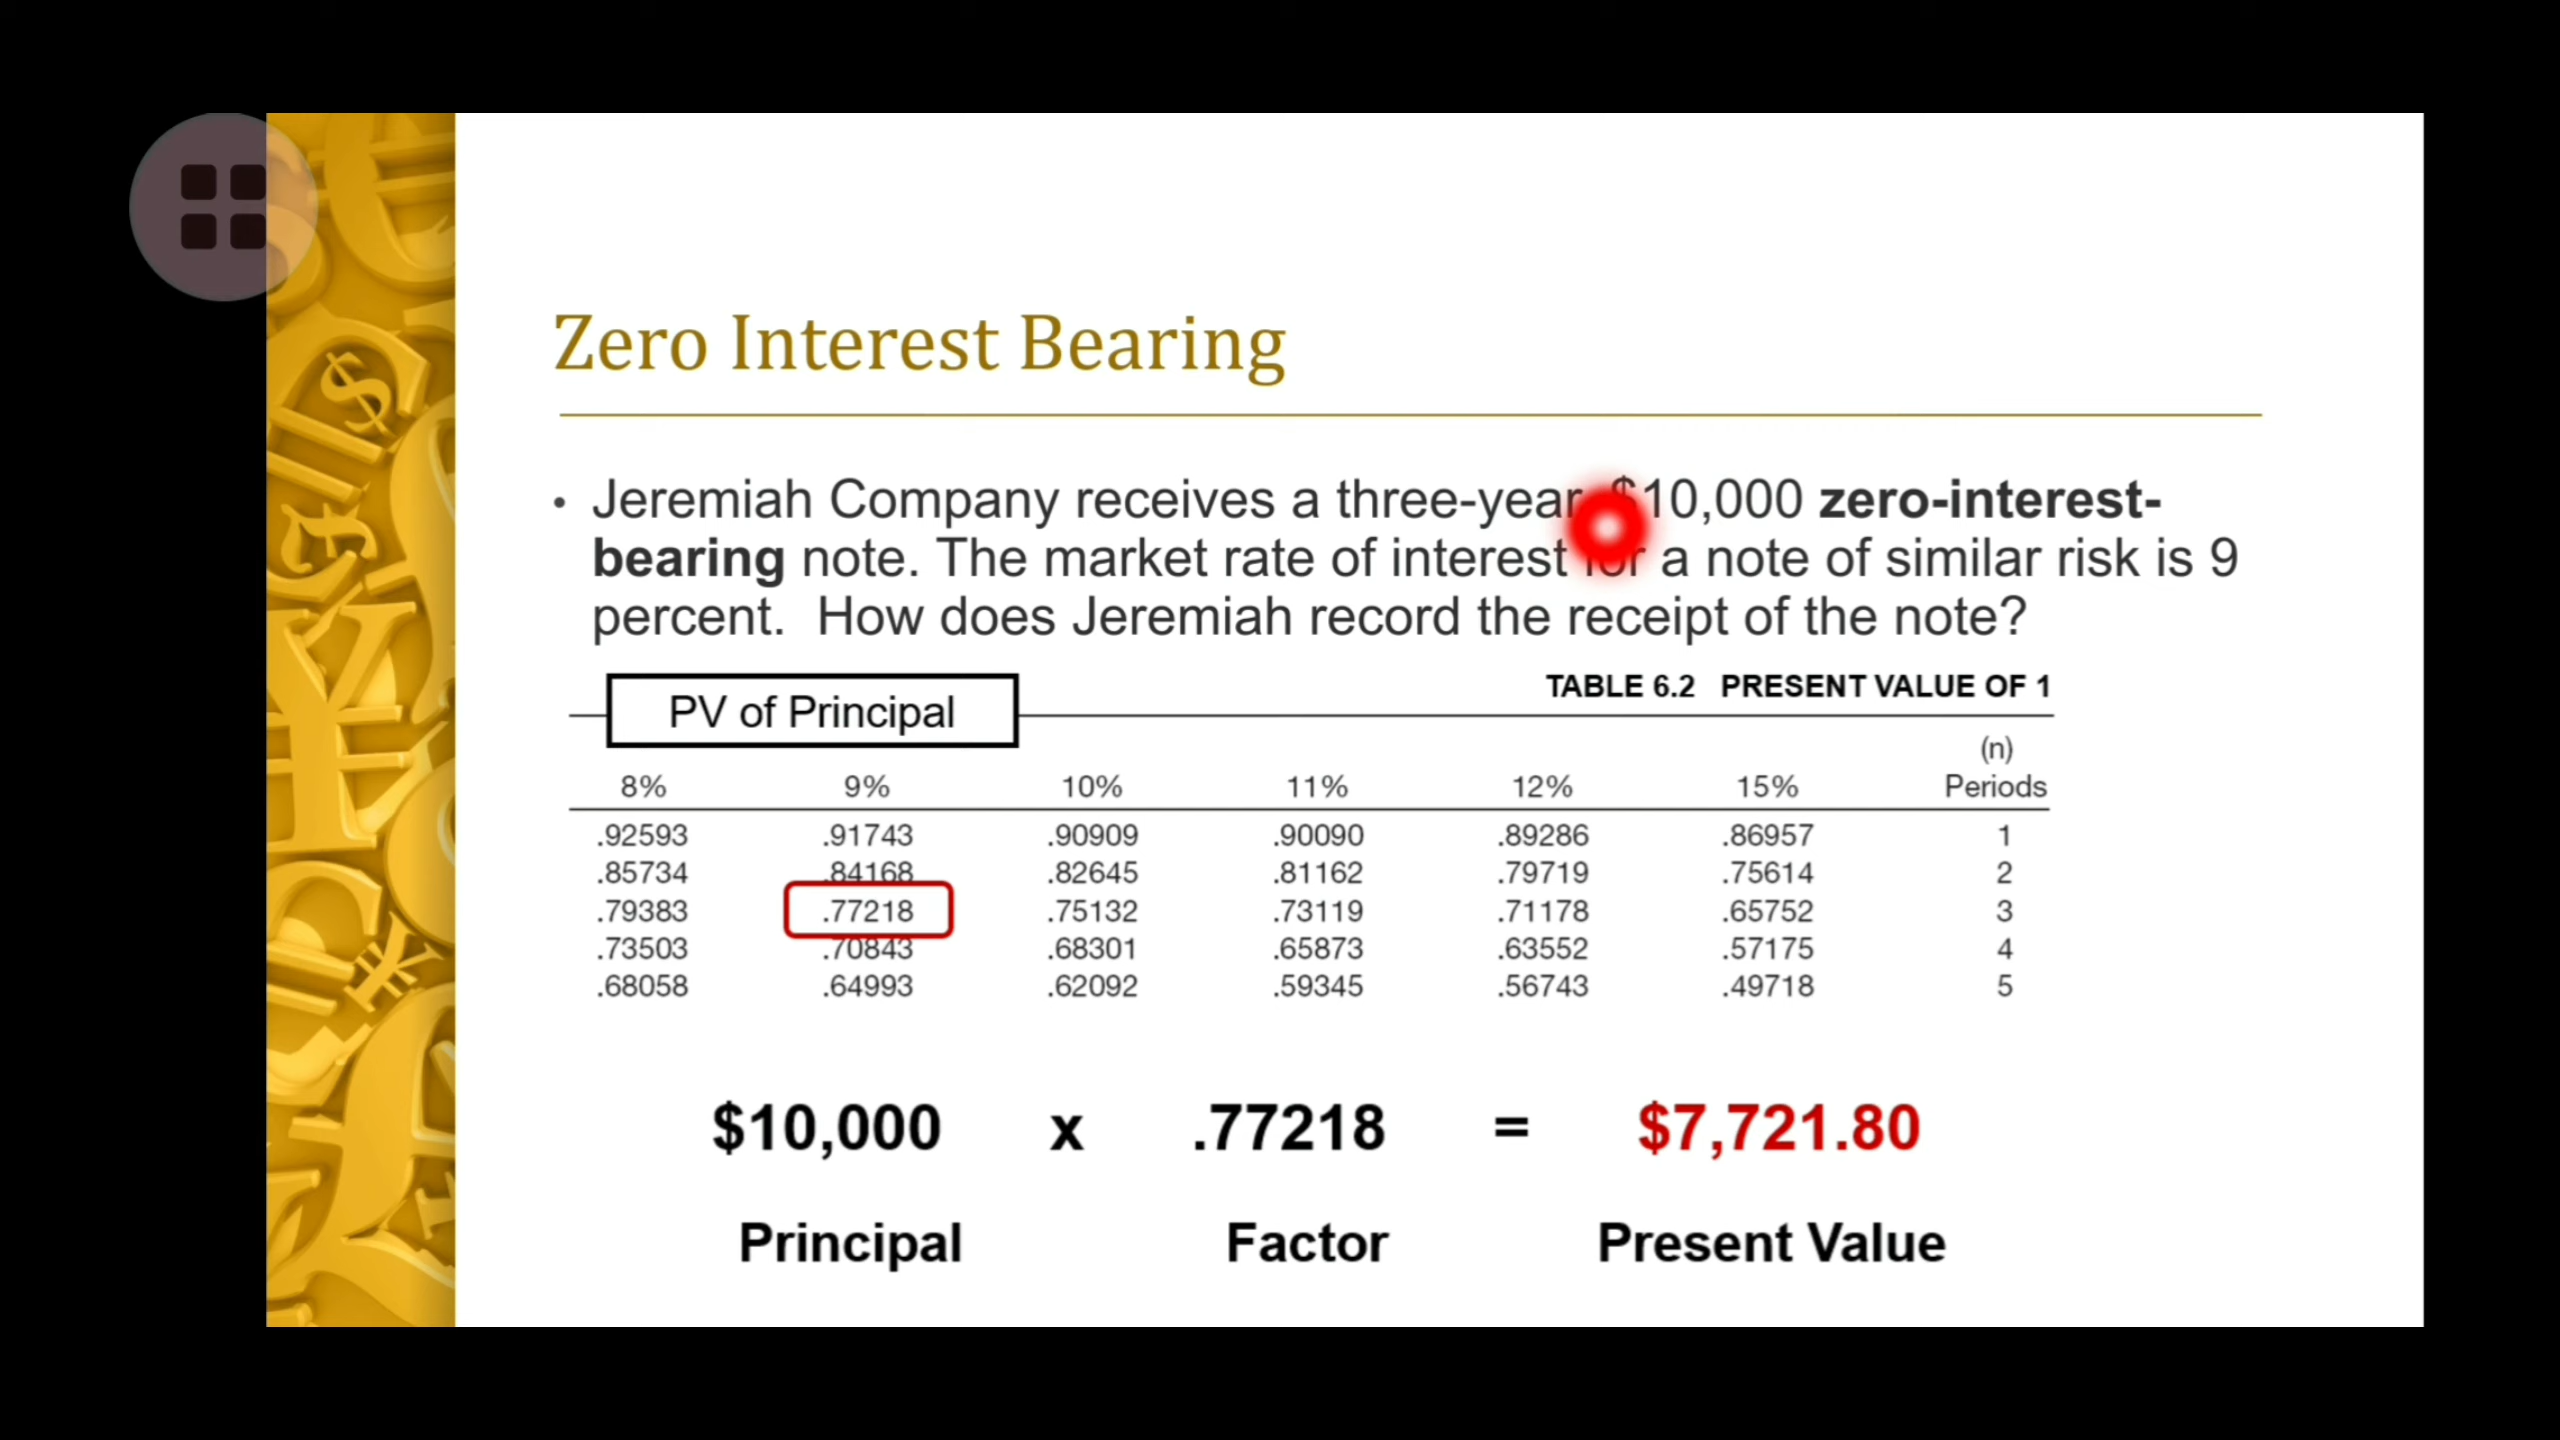 Zero Interest Bearing
• Jeremiah Company receives a three-year, $10,000 zero-interest-
bearing note. The market rate of interest for a note of similar risk is 9
percent. How does Jeremiah record the receipt of the note?
PV of Principal
TABLE 6.2 PRESENT VALUE OF 1
(n)
8% 9% 10% 11% 12% 15% Periods
.92593 .91743 .90909 .90090 .89286 .86957 1
.85734 .84168 .82645 .81162 .79719 .75614 2
.79383 .77218 .75132 .73119 .71178 .65752 3
.73503 .70843 .68301 .65873 .63552 .57175 4
.68058 .64993 .62092 .59345 .56743 .49718 5
$10,000 x .77218 = $7,721.80
Principal Factor Present Value